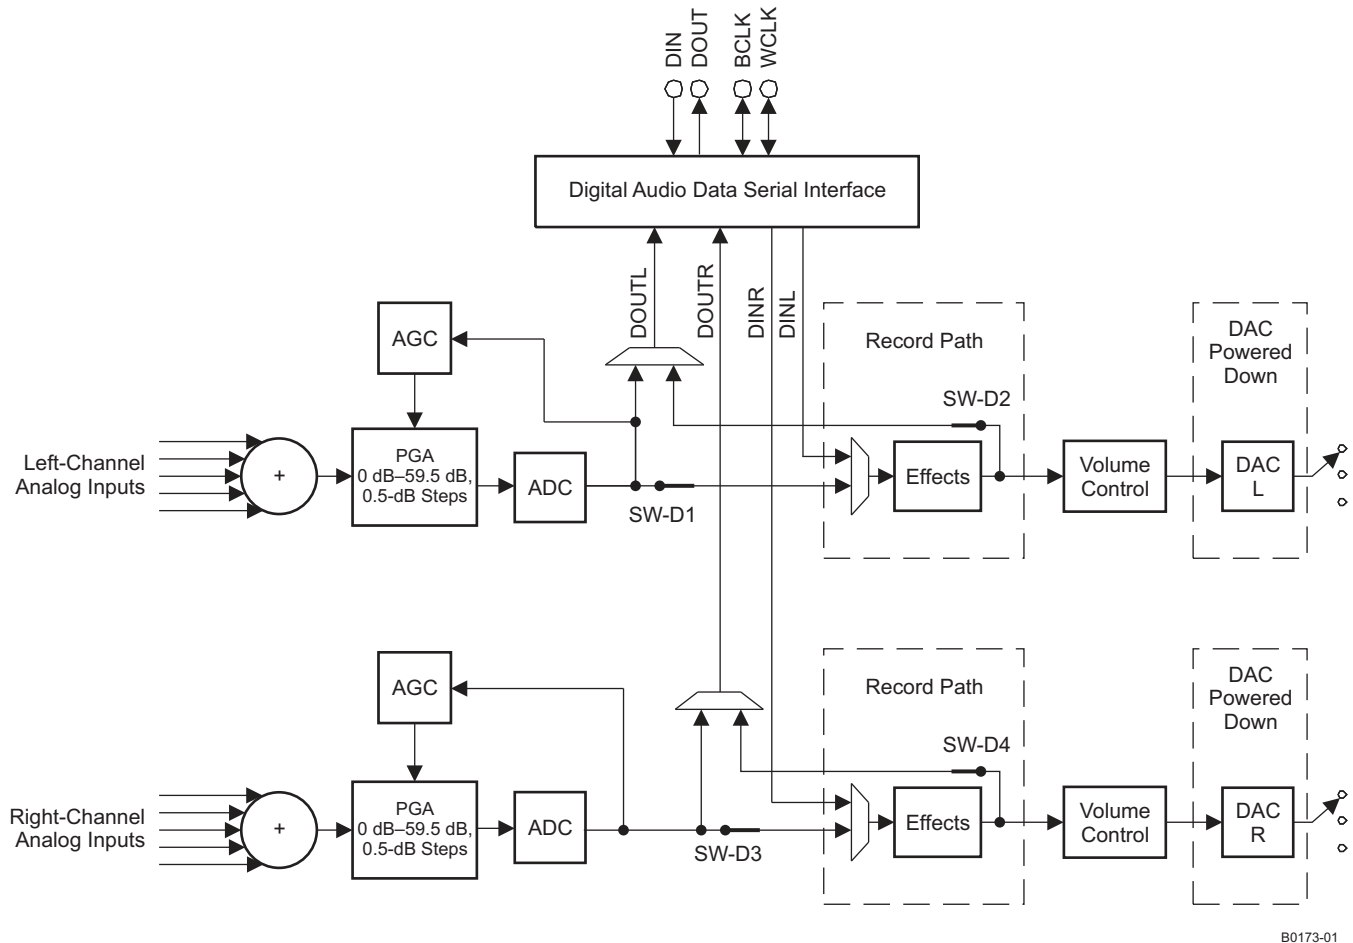 DIN
DOUT
BCLK
WCLK
Digital Audio Data Serial Interface
DOUTL
DOUTR
DINR
DINL
AGC
Record Path
DAC
Powered
Down
SW-D2
Left-Channel
Analog Inputs
+
PGA
0 dB–59.5 dB,
0.5-dB Steps
ADC
SW-D1
Effects
Volume
Control
DAC
L
AGC
Record Path
DAC
Powered
Down
SW-D4
Right-Channel
Analog Inputs
+
PGA
0 dB–59.5 dB,
0.5-dB Steps
ADC
SW-D3
Effects
Volume
Control
DAC
R
B0173-01